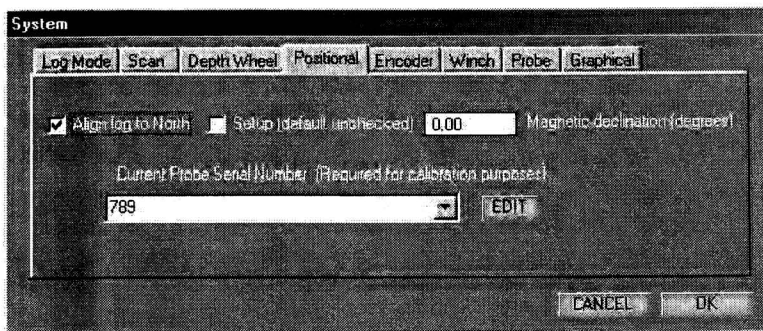 System
Log Mode Scan Depth Wheel Positional Encoder Winch Probe Graphical
Align log to North Setup (default unchecked) 0.00 Magnetic declination (degrees)
Current Probe Serial Number (Required for calibration purposes)
789 EDIT
CANCEL OK